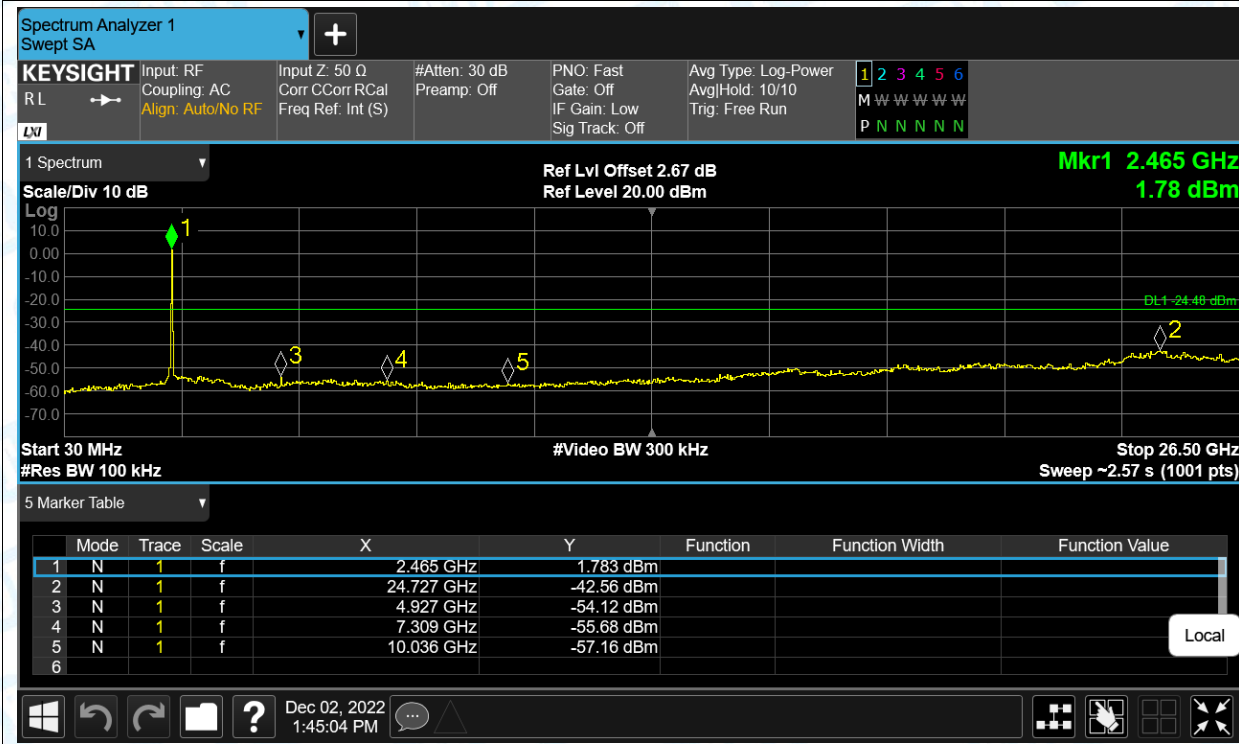 Spectrum Analyzer 1
Swept SA
KEYSIGHT
R L
LXI
Input: RF
Coupling: AC
Align: Auto/No RF
Input Z: 50 Ω
Corr CCorr RCal
Freq Ref: Int (S)
#Atten: 30 dB
Preamp: Off
PNO: Fast
Gate: Off
IF Gain: Low
Sig Track: Off
Avg Type: Log-Power
Avg|Hold: 10/10
Trig: Free Run
1 2 3 4 5 6
M W W W W W
P N N N N N
1 Spectrum
Scale/Div 10 dB
Ref Lvl Offset 2.67 dB
Ref Level 20.00 dBm
Mkr1 2.465 GHz
1.78 dBm
Log
10.0
0.00
-10.0
-20.0
-30.0
-40.0
-50.0
-60.0
-70.0
1
DL1 -24.48 dBm
2
3
4
5
Start 30 MHz
#Res BW 100 kHz
#Video BW 300 kHz
Stop 26.50 GHz
Sweep ~2.57 s (1001 pts)
5 Marker Table
Mode Trace Scale X Y Function Function Width Function Value
1 N 1 f 2.465 GHz 1.783 dBm
2 N 1 f 24.727 GHz -42.56 dBm
3 N 1 f 4.927 GHz -54.12 dBm
4 N 1 f 7.309 GHz -55.68 dBm
5 N 1 f 10.036 GHz -57.16 dBm
6
Local
?
Dec 02, 2022
1:45:04 PM